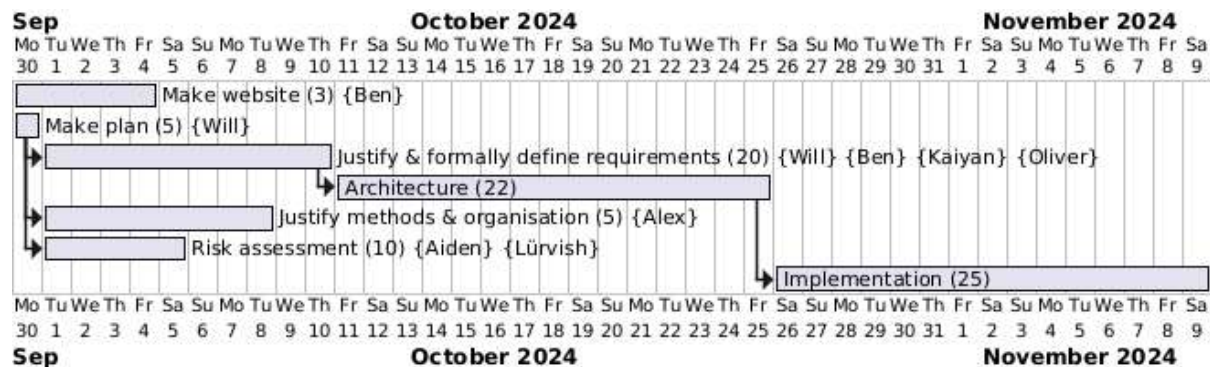 Sep October 2024 November 2024
Mo Tu We Th Fr Sa Su Mo Tu We Th Fr Sa Su Mo Tu We Th Fr Sa Su Mo Tu We Th Fr Sa Su Mo Tu We Th Fr Sa Su Mo Tu We Th Fr Sa
30 1 2 3 4 5 6 7 8 9 10 11 12 13 14 15 16 17 18 19 20 21 22 23 24 25 26 27 28 29 30 31 1 2 3 4 5 6 7 8 9
Make website (3) {Ben}
Make plan (5) {Will}
Justify & formally define requirements (20) {Will} {Ben} {Kaiyan} {Oliver}
Architecture (22)
Justify methods & organisation (5) {Alex}
Risk assessment (10) {Aiden} {Lürvish}
Implementation (25)
Mo Tu We Th Fr Sa Su Mo Tu We Th Fr Sa Su Mo Tu We Th Fr Sa Su Mo Tu We Th Fr Sa Su Mo Tu We Th Fr Sa Su Mo Tu We Th Fr Sa
30 1 2 3 4 5 6 7 8 9 10 11 12 13 14 15 16 17 18 19 20 21 22 23 24 25 26 27 28 29 30 31 1 2 3 4 5 6 7 8 9
Sep October 2024 November 2024